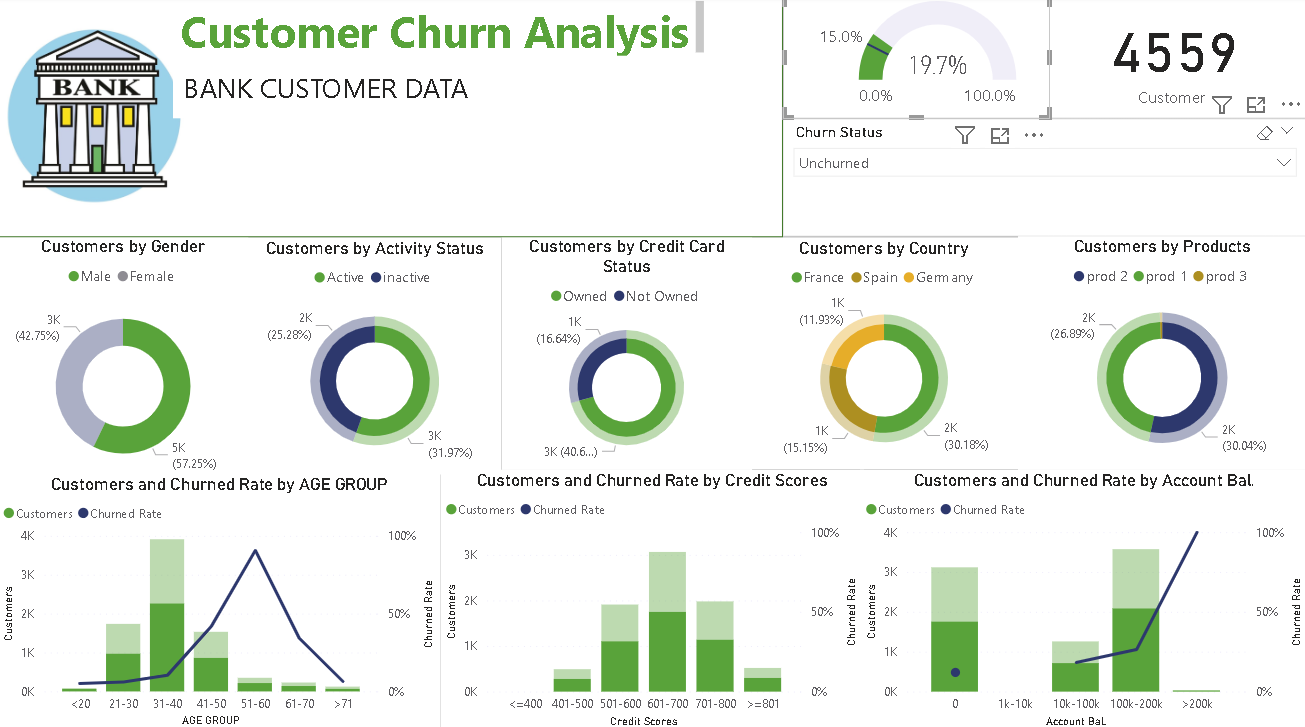 Customer Churn Analysis
BANK CUSTOMER DATA
BANK
15.0%
19.7%
0.0%
100.0%
4559
Customer
Churn Status
Unchurned
Customers by Gender
Male Female
3K
(42.75%)
5K
(57.25%)
Customers by Activity Status
Active inactive
2K
(25.28%)
3K
(31.97%)
Customers by Credit Card
Status
Owned Not Owned
1K
(16.64%)
3K (40.6...)
Customers by Country
France Spain Germany
1K
(11.93%)
1K
(15.15%)
2K
(30.18%)
Customers by Products
prod 2 prod 1 prod 3
2K
(26.89%)
2K
(30.04%)
Customers and Churned Rate by AGE GROUP
Customers Churned Rate
4K
3K
2K
1K
0K
Customers
100%
50%
0%
Churned Rate
<20 21-30 31-40 41-50 51-60 61-70 >71
AGE GROUP
Customers and Churned Rate by Credit Scores
Customers Churned Rate
3K
2K
1K
0K
Customers
100%
50%
0%
Churned Rate
<=400 401-500 501-600 601-700 701-800 >=801
Credit Scores
Customers and Churned Rate by Account Bal.
Customers Churned Rate
4K
3K
2K
1K
0K
Customers
100%
50%
0%
Churned Rate
0 1k-10k 10k-100k 100k-200k >200k
Account Bal.